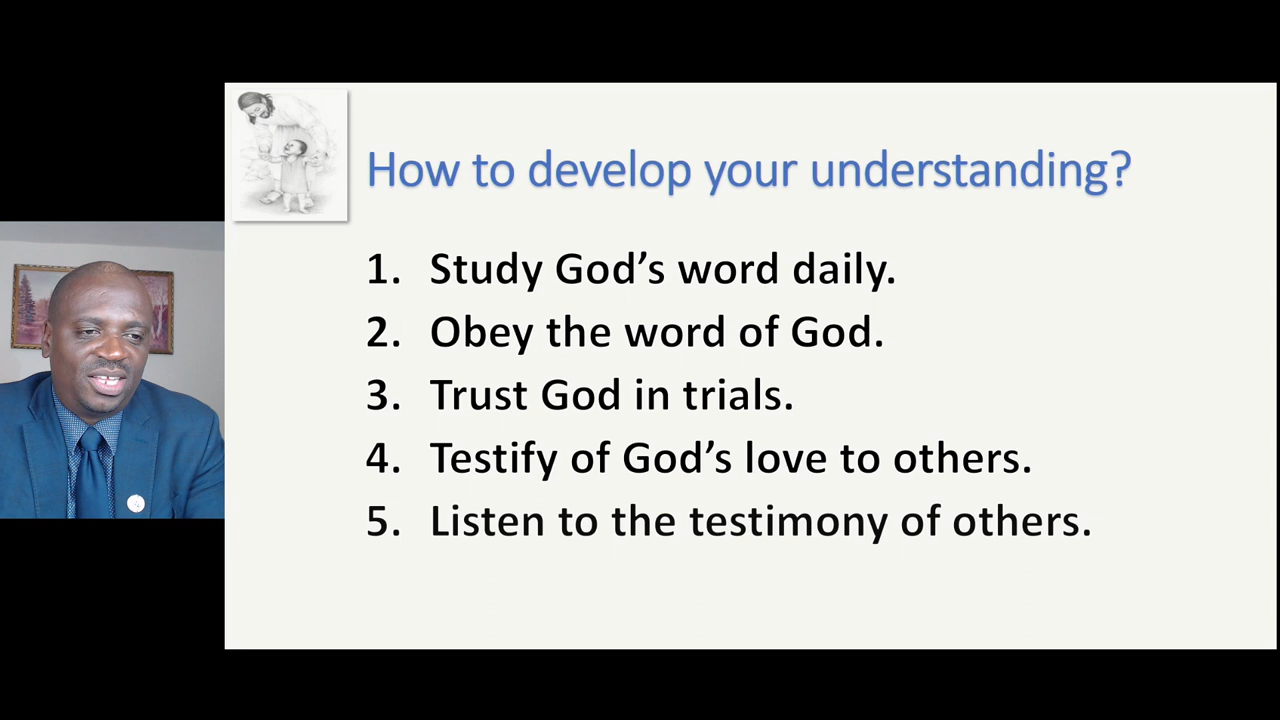 How to develop your understanding?
1. Study God’s word daily.
2. Obey the word of God.
3. Trust God in trials.
4. Testify of God’s love to others.
5. Listen to the testimony of others.